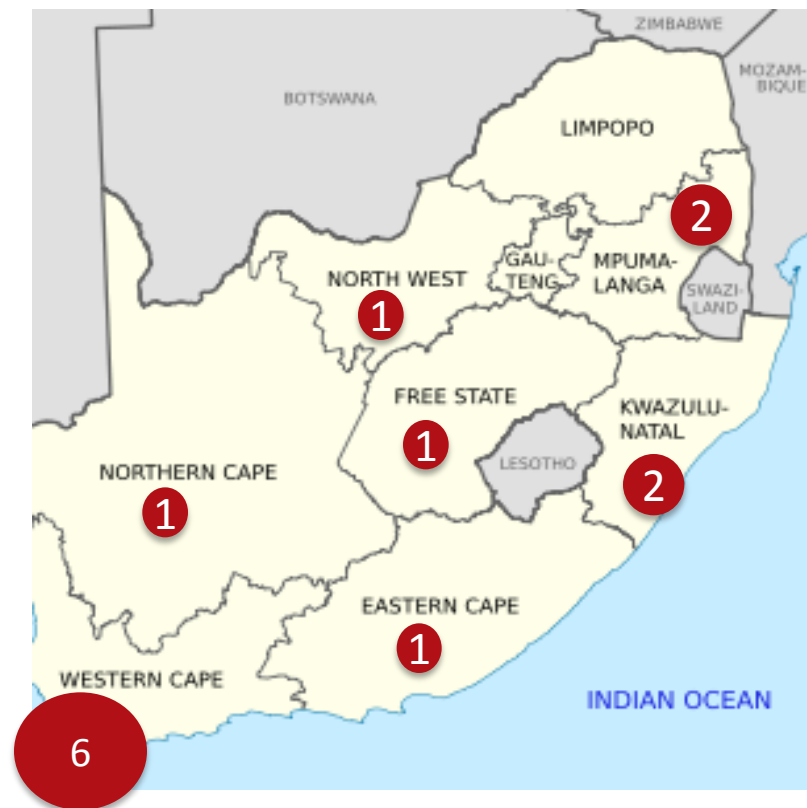 ZIMBABWE
MOZAM-
BIQUE
BOTSWANA
LIMPOPO
2
GAU-
TENG
MPUMA-
LANGA
NORTH WEST
SWAZI-
LAND
1
FREE STATE
KWAZULU-
NATAL
1
LESOTHO
NORTHERN CAPE
2
1
EASTERN CAPE
1
WESTERN CAPE
INDIAN OCEAN
6